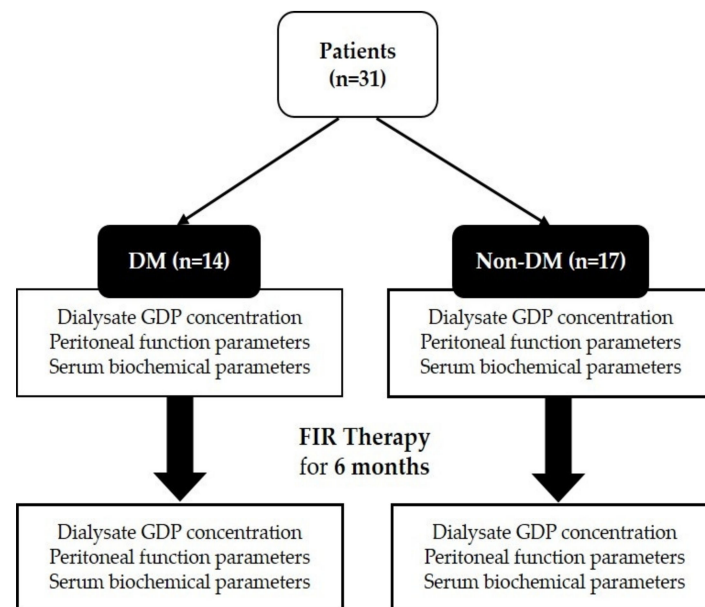 Patients
(n=31)
DM (n=14)
Non-DM (n=17)
Dialysate GDP concentration
Peritoneal function parameters
Serum biochemical parameters
Dialysate GDP concentration
Peritoneal function parameters
Serum biochemical parameters
FIR Therapy
for 6 months
Dialysate GDP concentration
Peritoneal function parameters
Serum biochemical parameters
Dialysate GDP concentration
Peritoneal function parameters
Serum biochemical parameters